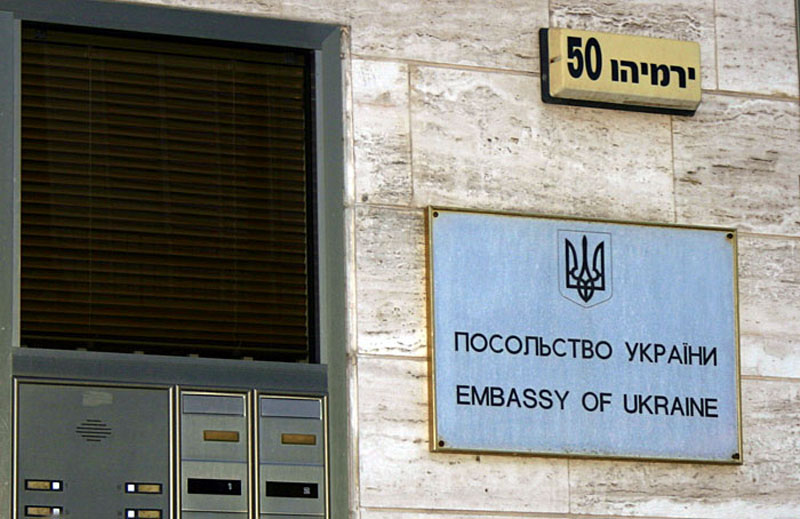 ירמיהו 50
ПОСОЛЬСТВО УКРАЇНИ
EMBASSY OF UKRAINE